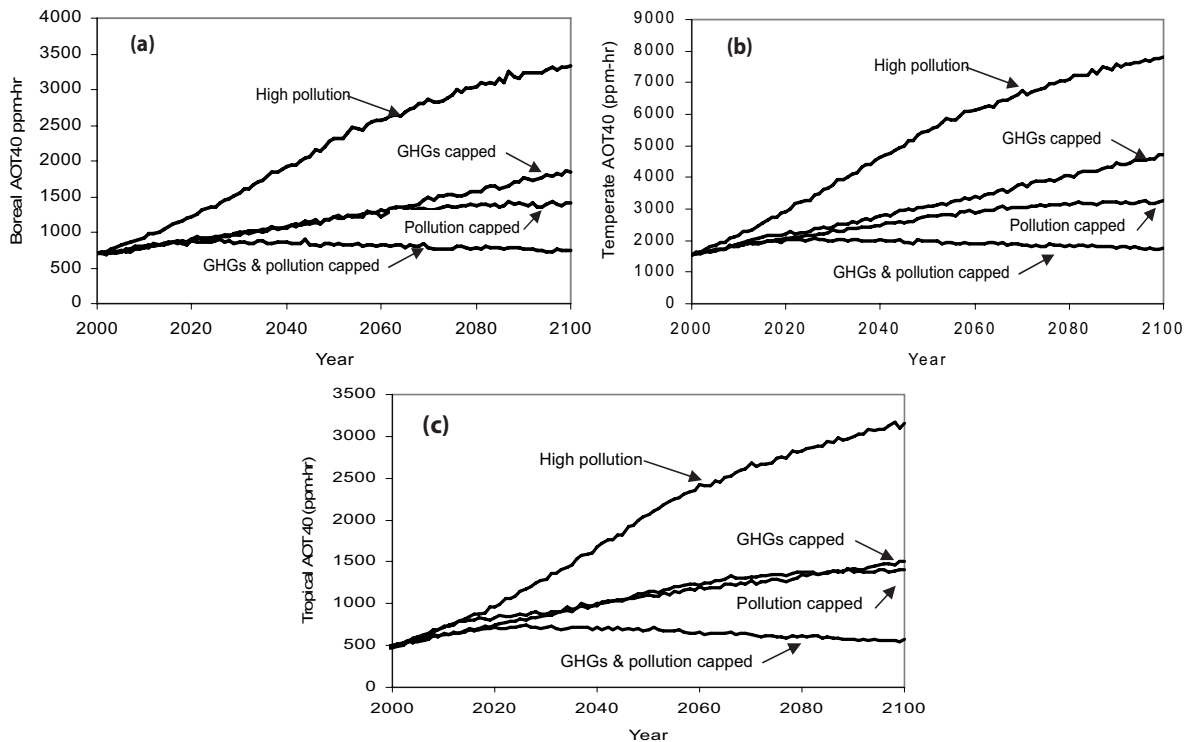 (a)
Boreal AOT40 ppm-hr
4000
3500
3000
2500
2000
1500
1000
500
0
High pollution
GHGs capped
Pollution capped
GHGs & pollution capped
2000 2020 2040 2060 2080 2100
Year
(b)
Temperate AOT40 (ppm-hr)
9000
8000
7000
6000
5000
4000
3000
2000
1000
0
High pollution
GHGs capped
Pollution capped
GHGs & pollution capped
2000 2020 2040 2060 2080 2100
Year
(c)
Tropical AOT40 (ppm-hr)
3500
3000
2500
2000
1500
1000
500
0
High pollution
GHGs capped
Pollution capped
GHGs & pollution capped
2000 2020 2040 2060 2080 2100
Year